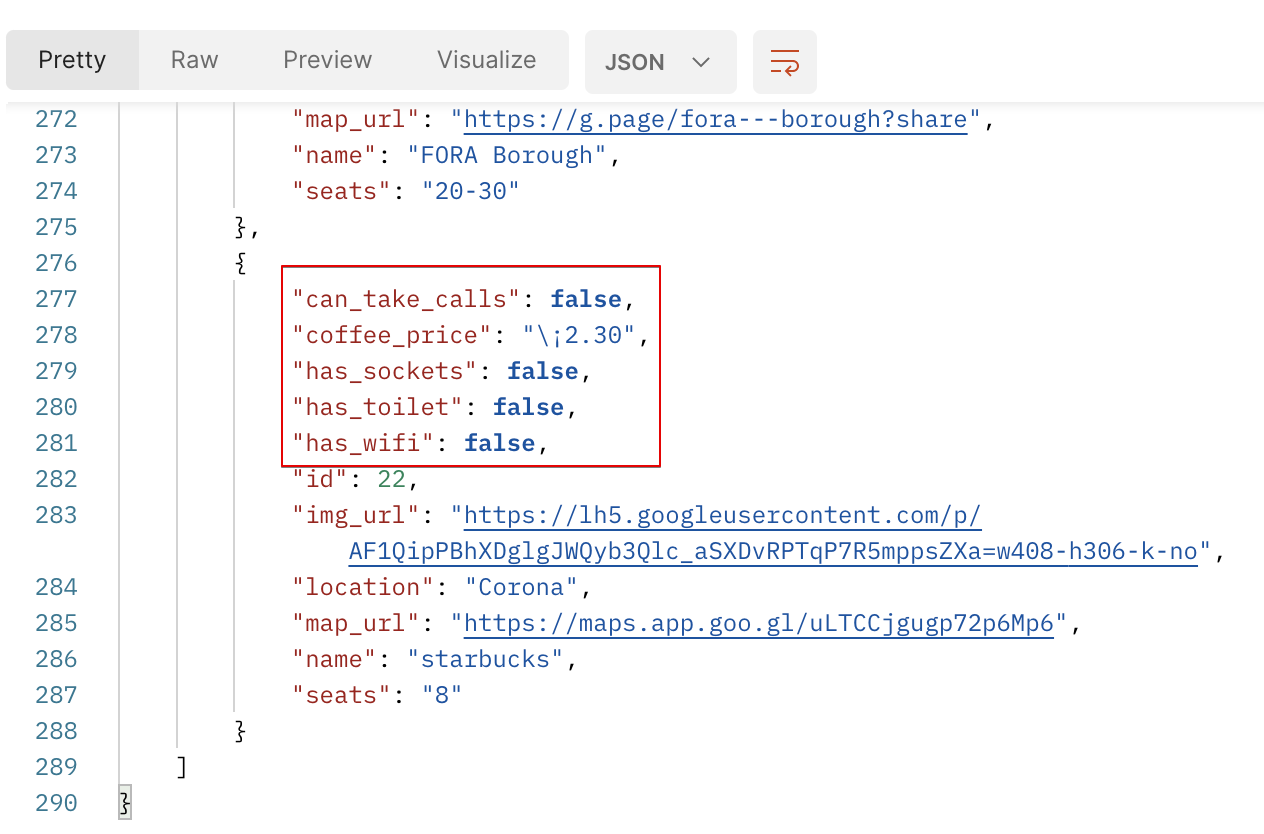 Pretty Raw Preview Visualize JSON
272 "map_url": "https://g.page/fora---borough?share",
273 "name": "FORA Borough",
274 "seats": "20-30"
275 },
276 {
277 "can_take_calls": false,
278 "coffee_price": "\¡2.30",
279 "has_sockets": false,
280 "has_toilet": false,
281 "has_wifi": false,
282 "id": 22,
283 "img_url": "https://lh5.googleusercontent.com/p/
AF1QipPBhXDglgJWQyb3Qlc_aSXDvRPTqP7R5mppsZXa=w408-h306-k-no",
284 "location": "Corona",
285 "map_url": "https://maps.app.goo.gl/uLTCCjgugp72p6Mp6",
286 "name": "starbucks",
287 "seats": "8"
288 }
289 ]
290 }